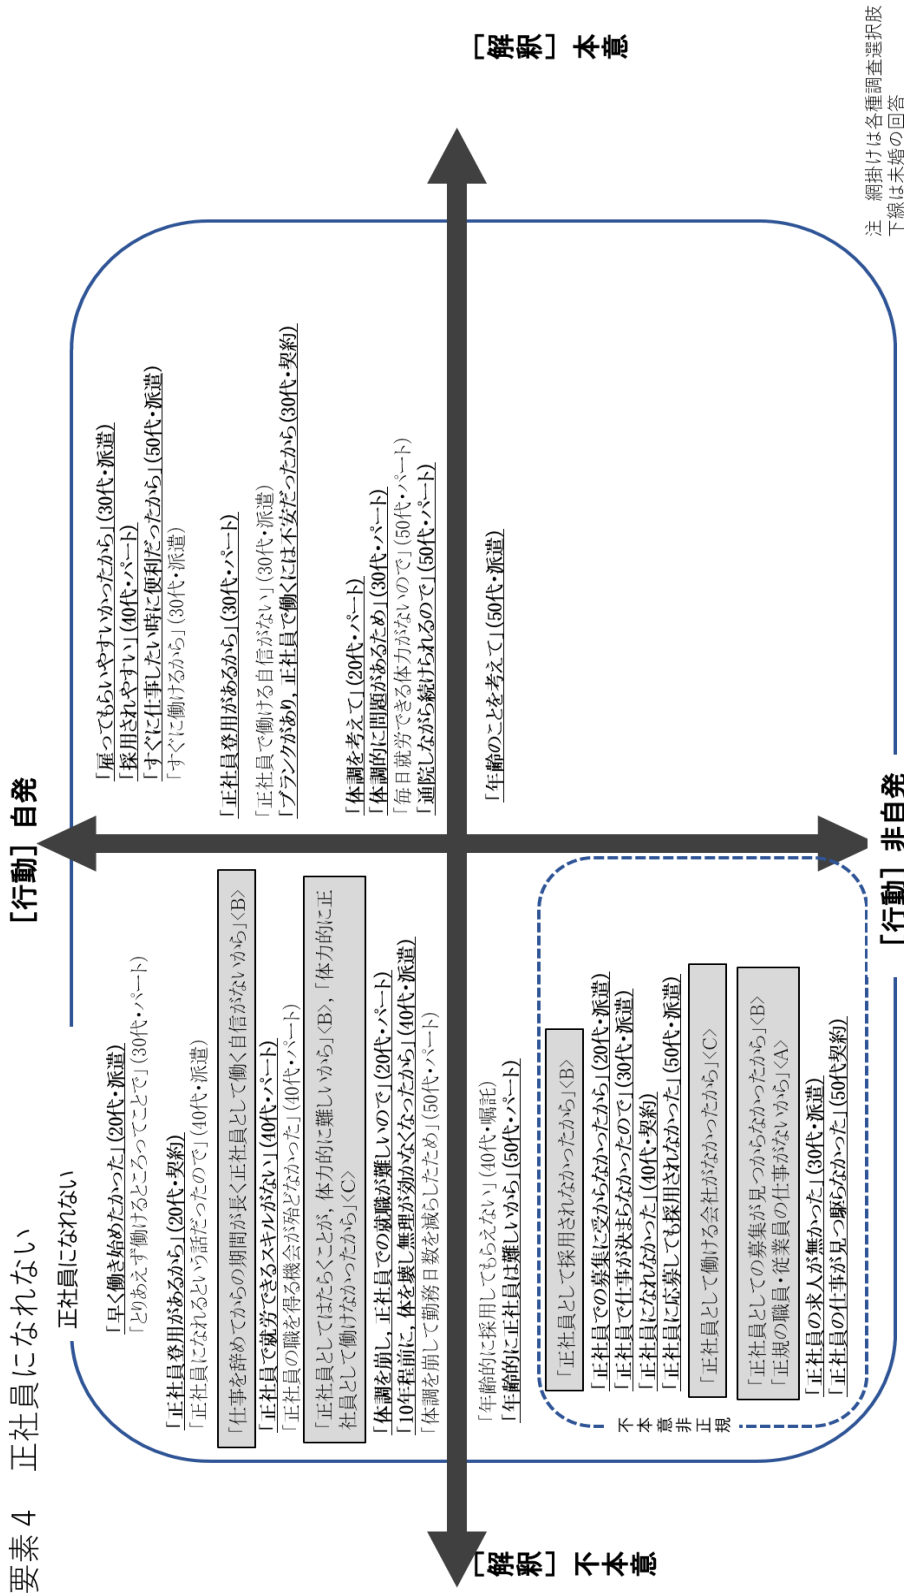 要素４　正社員になれない
正社員になれない
[行動] 自発
「早く働き始めたかった」(20代・派遣)
「とりあえず働けるところってことで」(30代・パート)
「正社員登用があるから」(20代・契約)
「正社員になれるという話だったので」(40代・派遣)
「仕事を辞めてからの期間が長く正社員として働く自信がないから」<B>
「正社員で就労できるスキルがない」(40代・パート)
「正社員の職を得る機会が殆どなかった」(40代・パート)
「正社員としてはたらくことが、体力的に難しいから」<B>，「体力的に正
社員として働けなかったから」<C>
「体調を崩し、正社員での就職が難しいので」(20代・パート)
「10年程前に、体を壊し無理が効かなくなったから」(40代・派遣)
「体調を崩して勤務日数を減らしたため」(50代・パート)
「雇ってもらいやすいかったから」(30代・派遣)
「採用されやすい」(40代・パート)
「すぐに仕事したい時に便利だったから」(50代・派遣)
「すぐに働けるから」(30代・派遣)
「正社員登用があるから」(30代・パート)
「正社員で働ける自信がない」(30代・派遣)
「ブランクがあり、正社員で働くには不安だったから(30代・契約)
「体調を考えて」(20代・パート)
「体調的に問題があるため」(30代・パート)
「毎日就労できる体力がないので」(50代・パート)
「通院しながら続けられるので」(50代・パート)
[解釈] 不本意
[解釈] 本意
「年齢的に採用してもらえない」(40代・嘱託)
「年齢的に正社員は難しいから」(50代・パート)
「年齢のことを考えて」(50代・派遣)
不本意非正規
「正社員として採用されなかったから」<B>
「正社員での募集に受からなかったから」(20代・派遣)
「正社員で仕事が決まらなかったので」(30代・派遣)
「正社員になれなかった」(40代・契約)
「正社員に応募しても採用されなかった」(50代・派遣)
「正社員として働ける会社がなかったから」<C>
「正社員としての募集が見つからなかったから」<B>
「正規の職員・従業員の仕事がないから」<A>
「正社員の求人が無かった」(30代・派遣)
「正社員の仕事が見つ駆らなかった」(50代契約)
[行動] 非自発
注　網掛けは各種調査選択肢
下線は未婚の回答